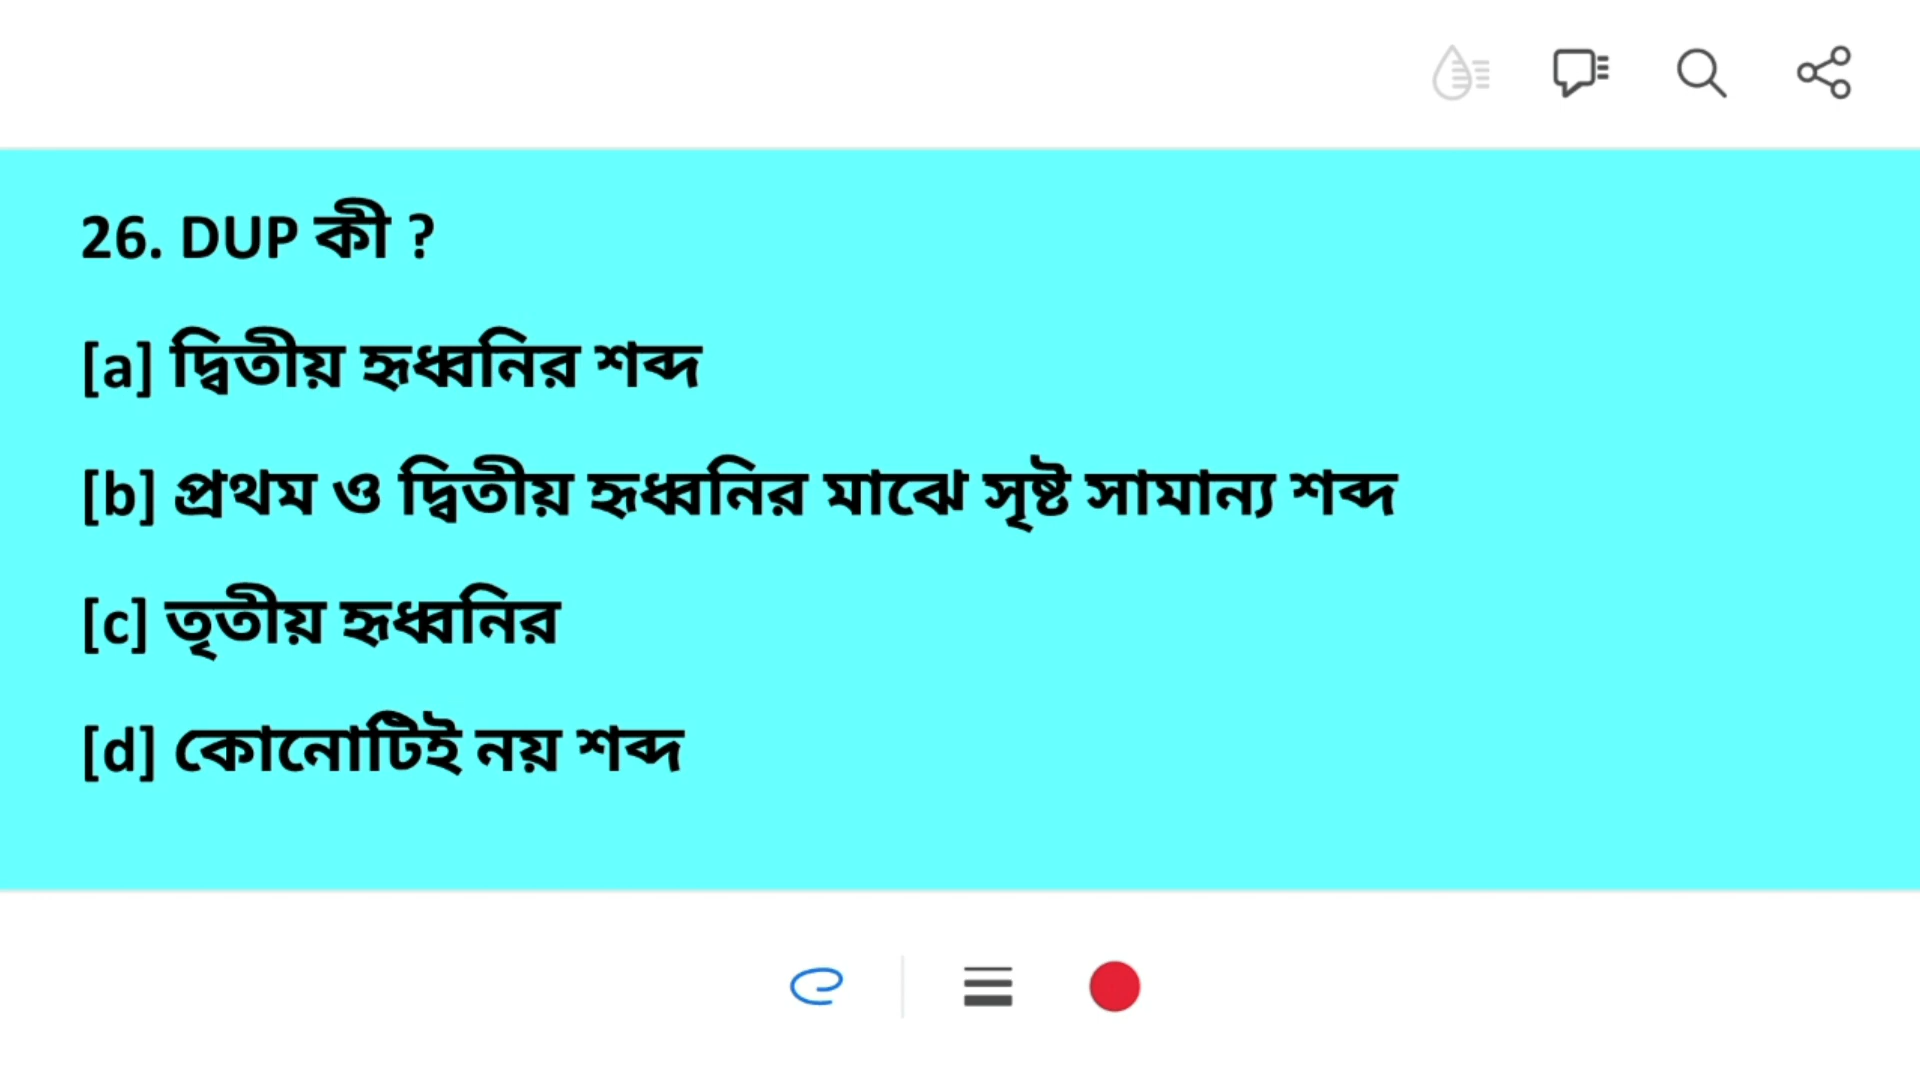 26. DUP কী ?
[a] দ্বিতীয় হৃধ্বনির শব্দ
[b] প্রথম ও দ্বিতীয় হৃধ্বনির মাঝে সৃষ্ট সামান্য শব্দ
[c] তৃতীয় হৃধ্বনির
[d] কোনোটিই নয় শব্দ